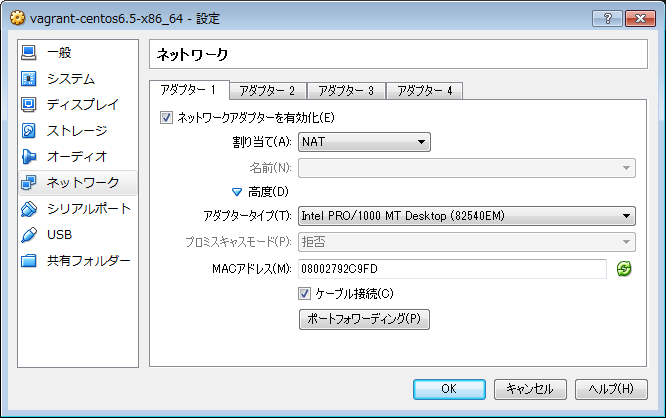 vagrant-centos6.5-x86_64 - 設定
一般
システム
ディスプレイ
ストレージ
オーディオ
ネットワーク
シリアルポート
USB
共有フォルダー
ネットワーク
アダプター 1 アダプター 2 アダプター 3 アダプター 4
ネットワークアダプターを有効化(E)
割り当て(A): NAT
名前(N):
高度(D)
アダプタータイプ(T): Intel PRO/1000 MT Desktop (82540EM)
プロミスキャスモード(P): 拒否
MACアドレス(M): 08002792C9FD
ケーブル接続(C)
ポートフォワーディング(P)
OK キャンセル ヘルプ(H)